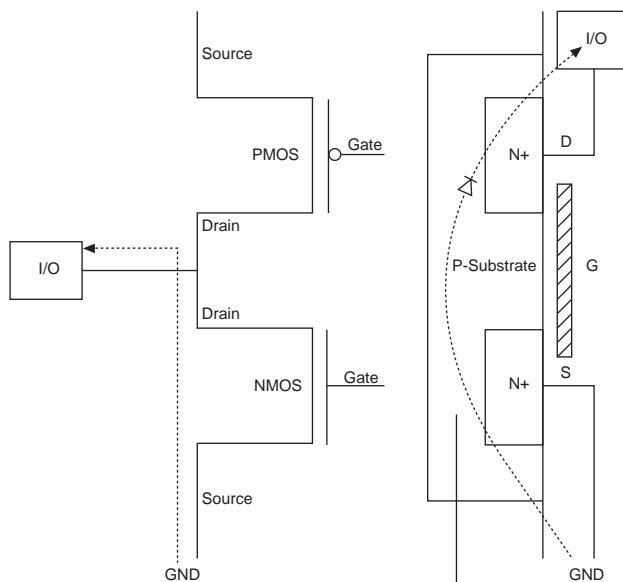 Source
PMOS
Gate
Drain
I/O
Drain
NMOS
Gate
Source
GND
I/O
N+
D
P-Substrate
G
N+
S
GND